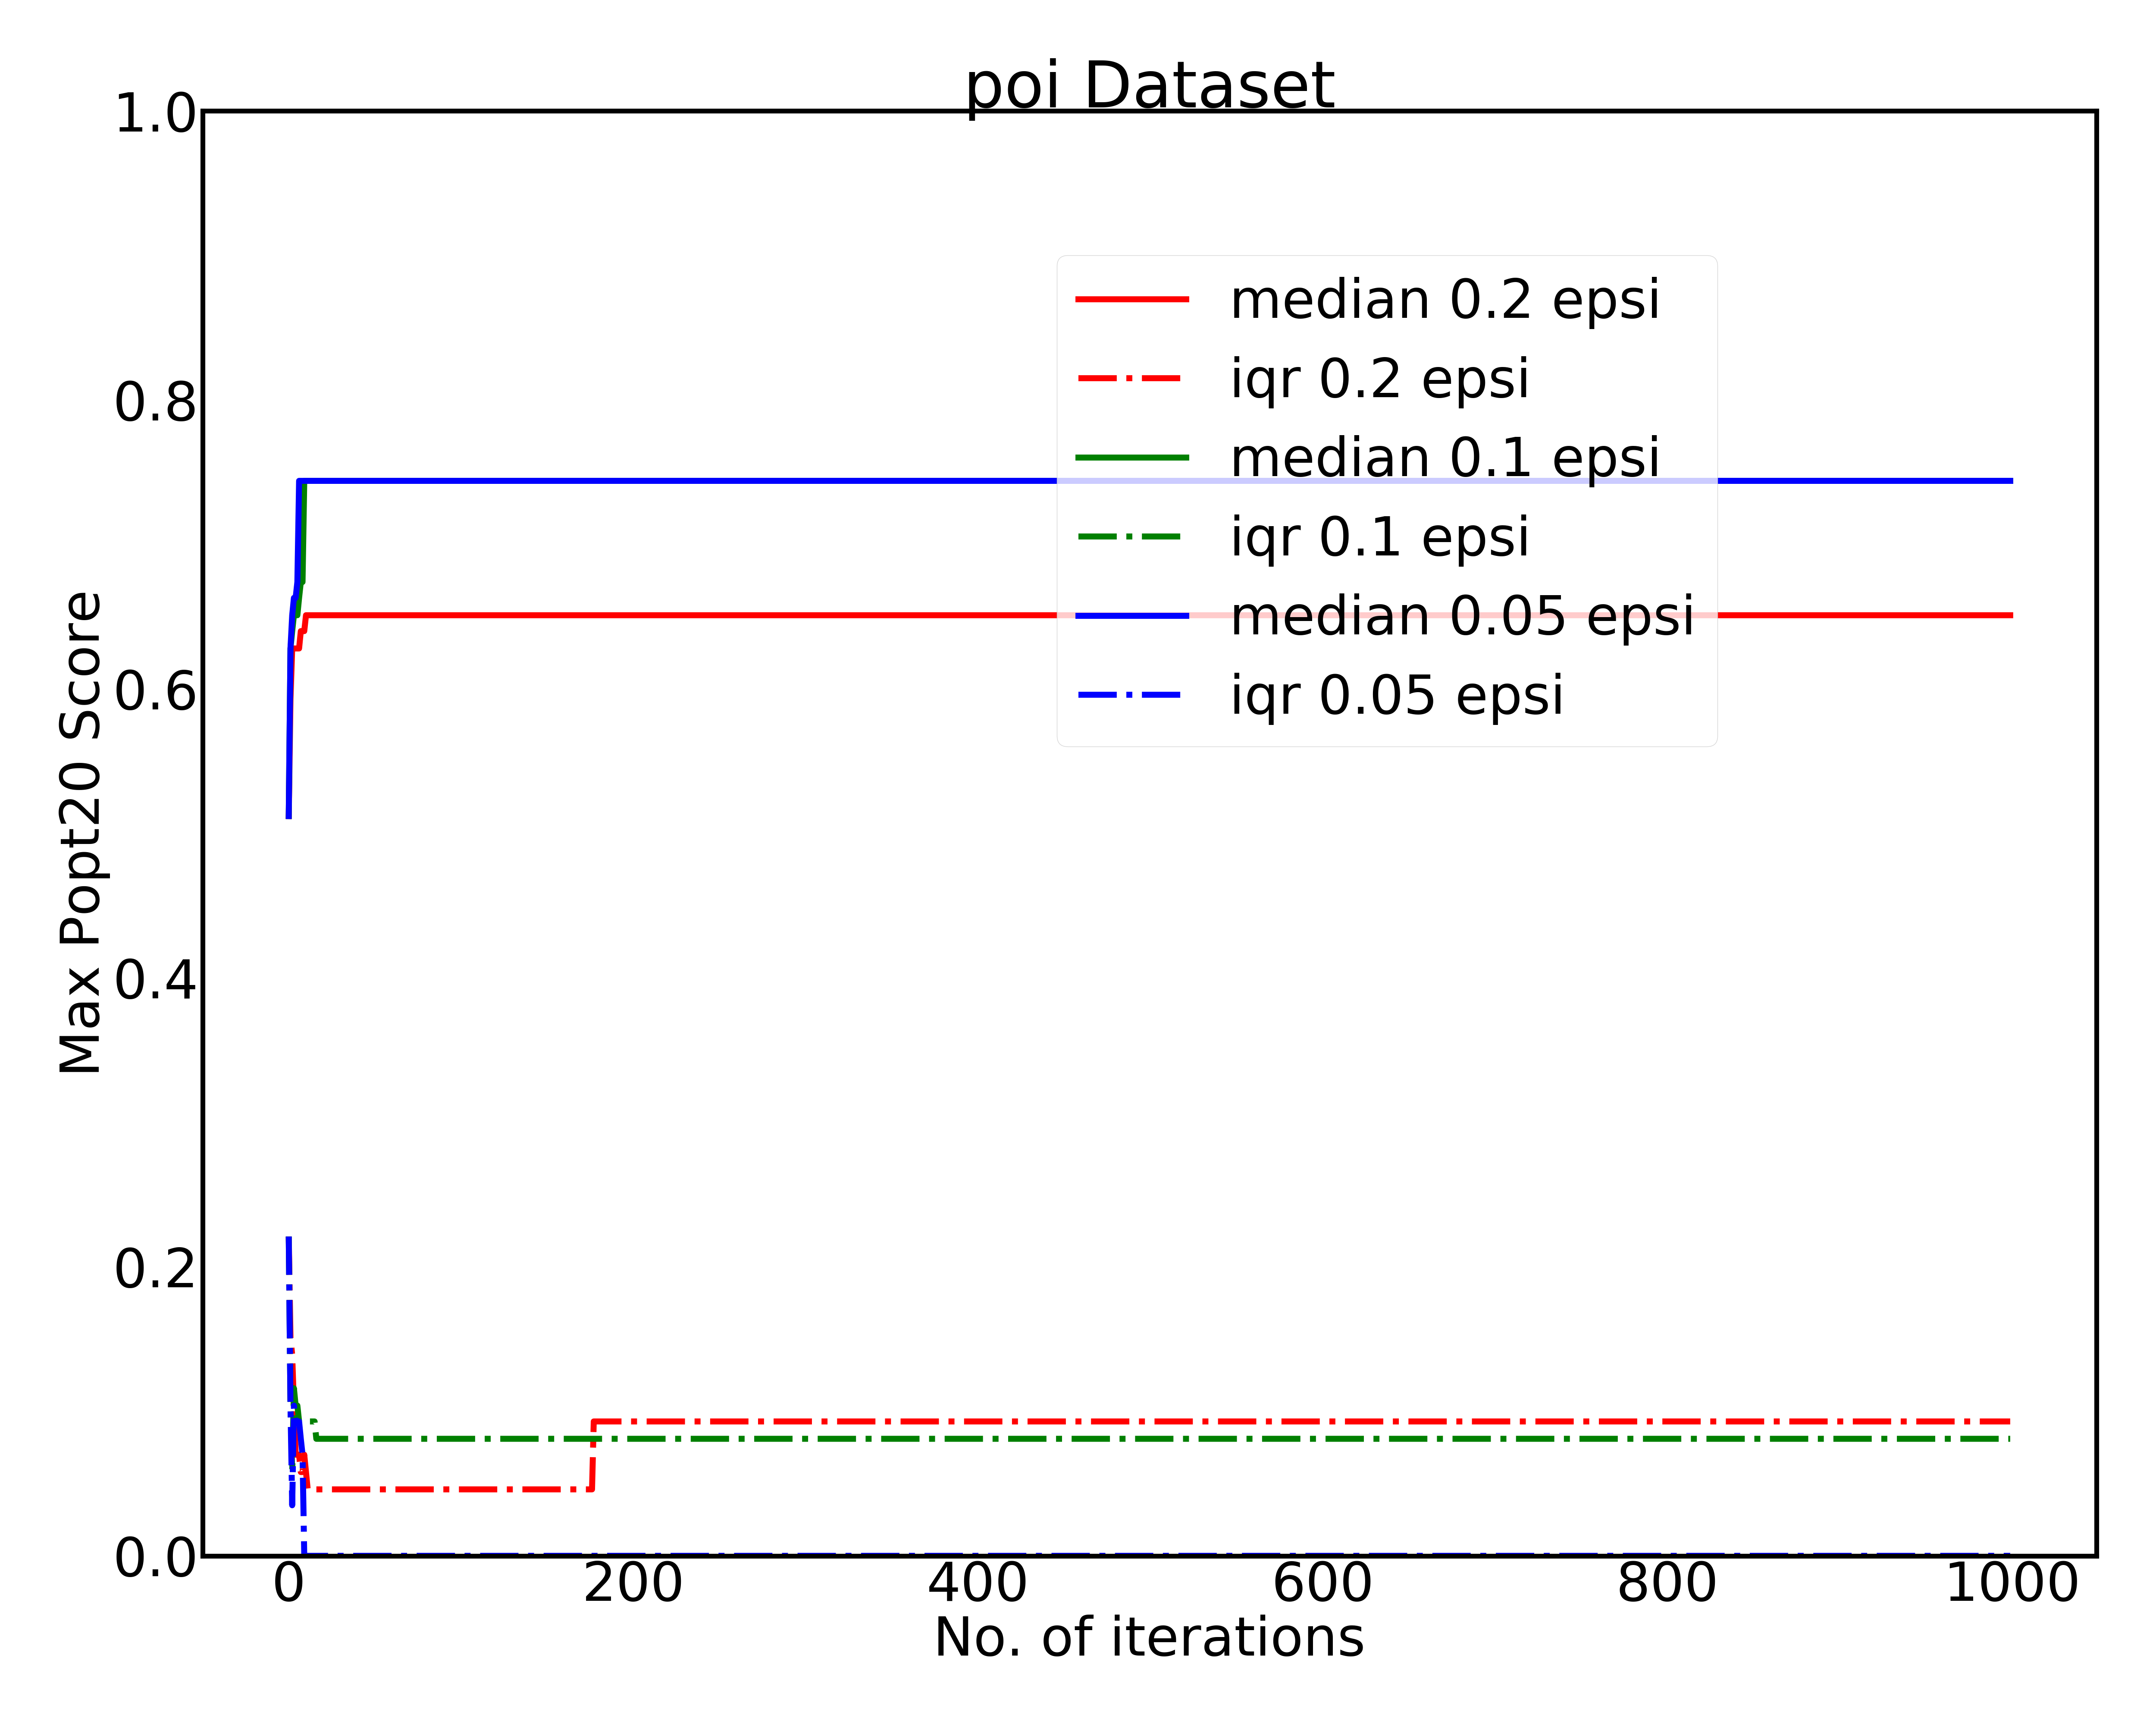 poi Dataset
1.0
0.8
0.6
0.4
0.2
0.0
Max Popt20 Score
median 0.2 epsi
iqr 0.2 epsi
median 0.1 epsi
iqr 0.1 epsi
median 0.05 epsi
iqr 0.05 epsi
0 200 400 600 800 1000
No. of iterations